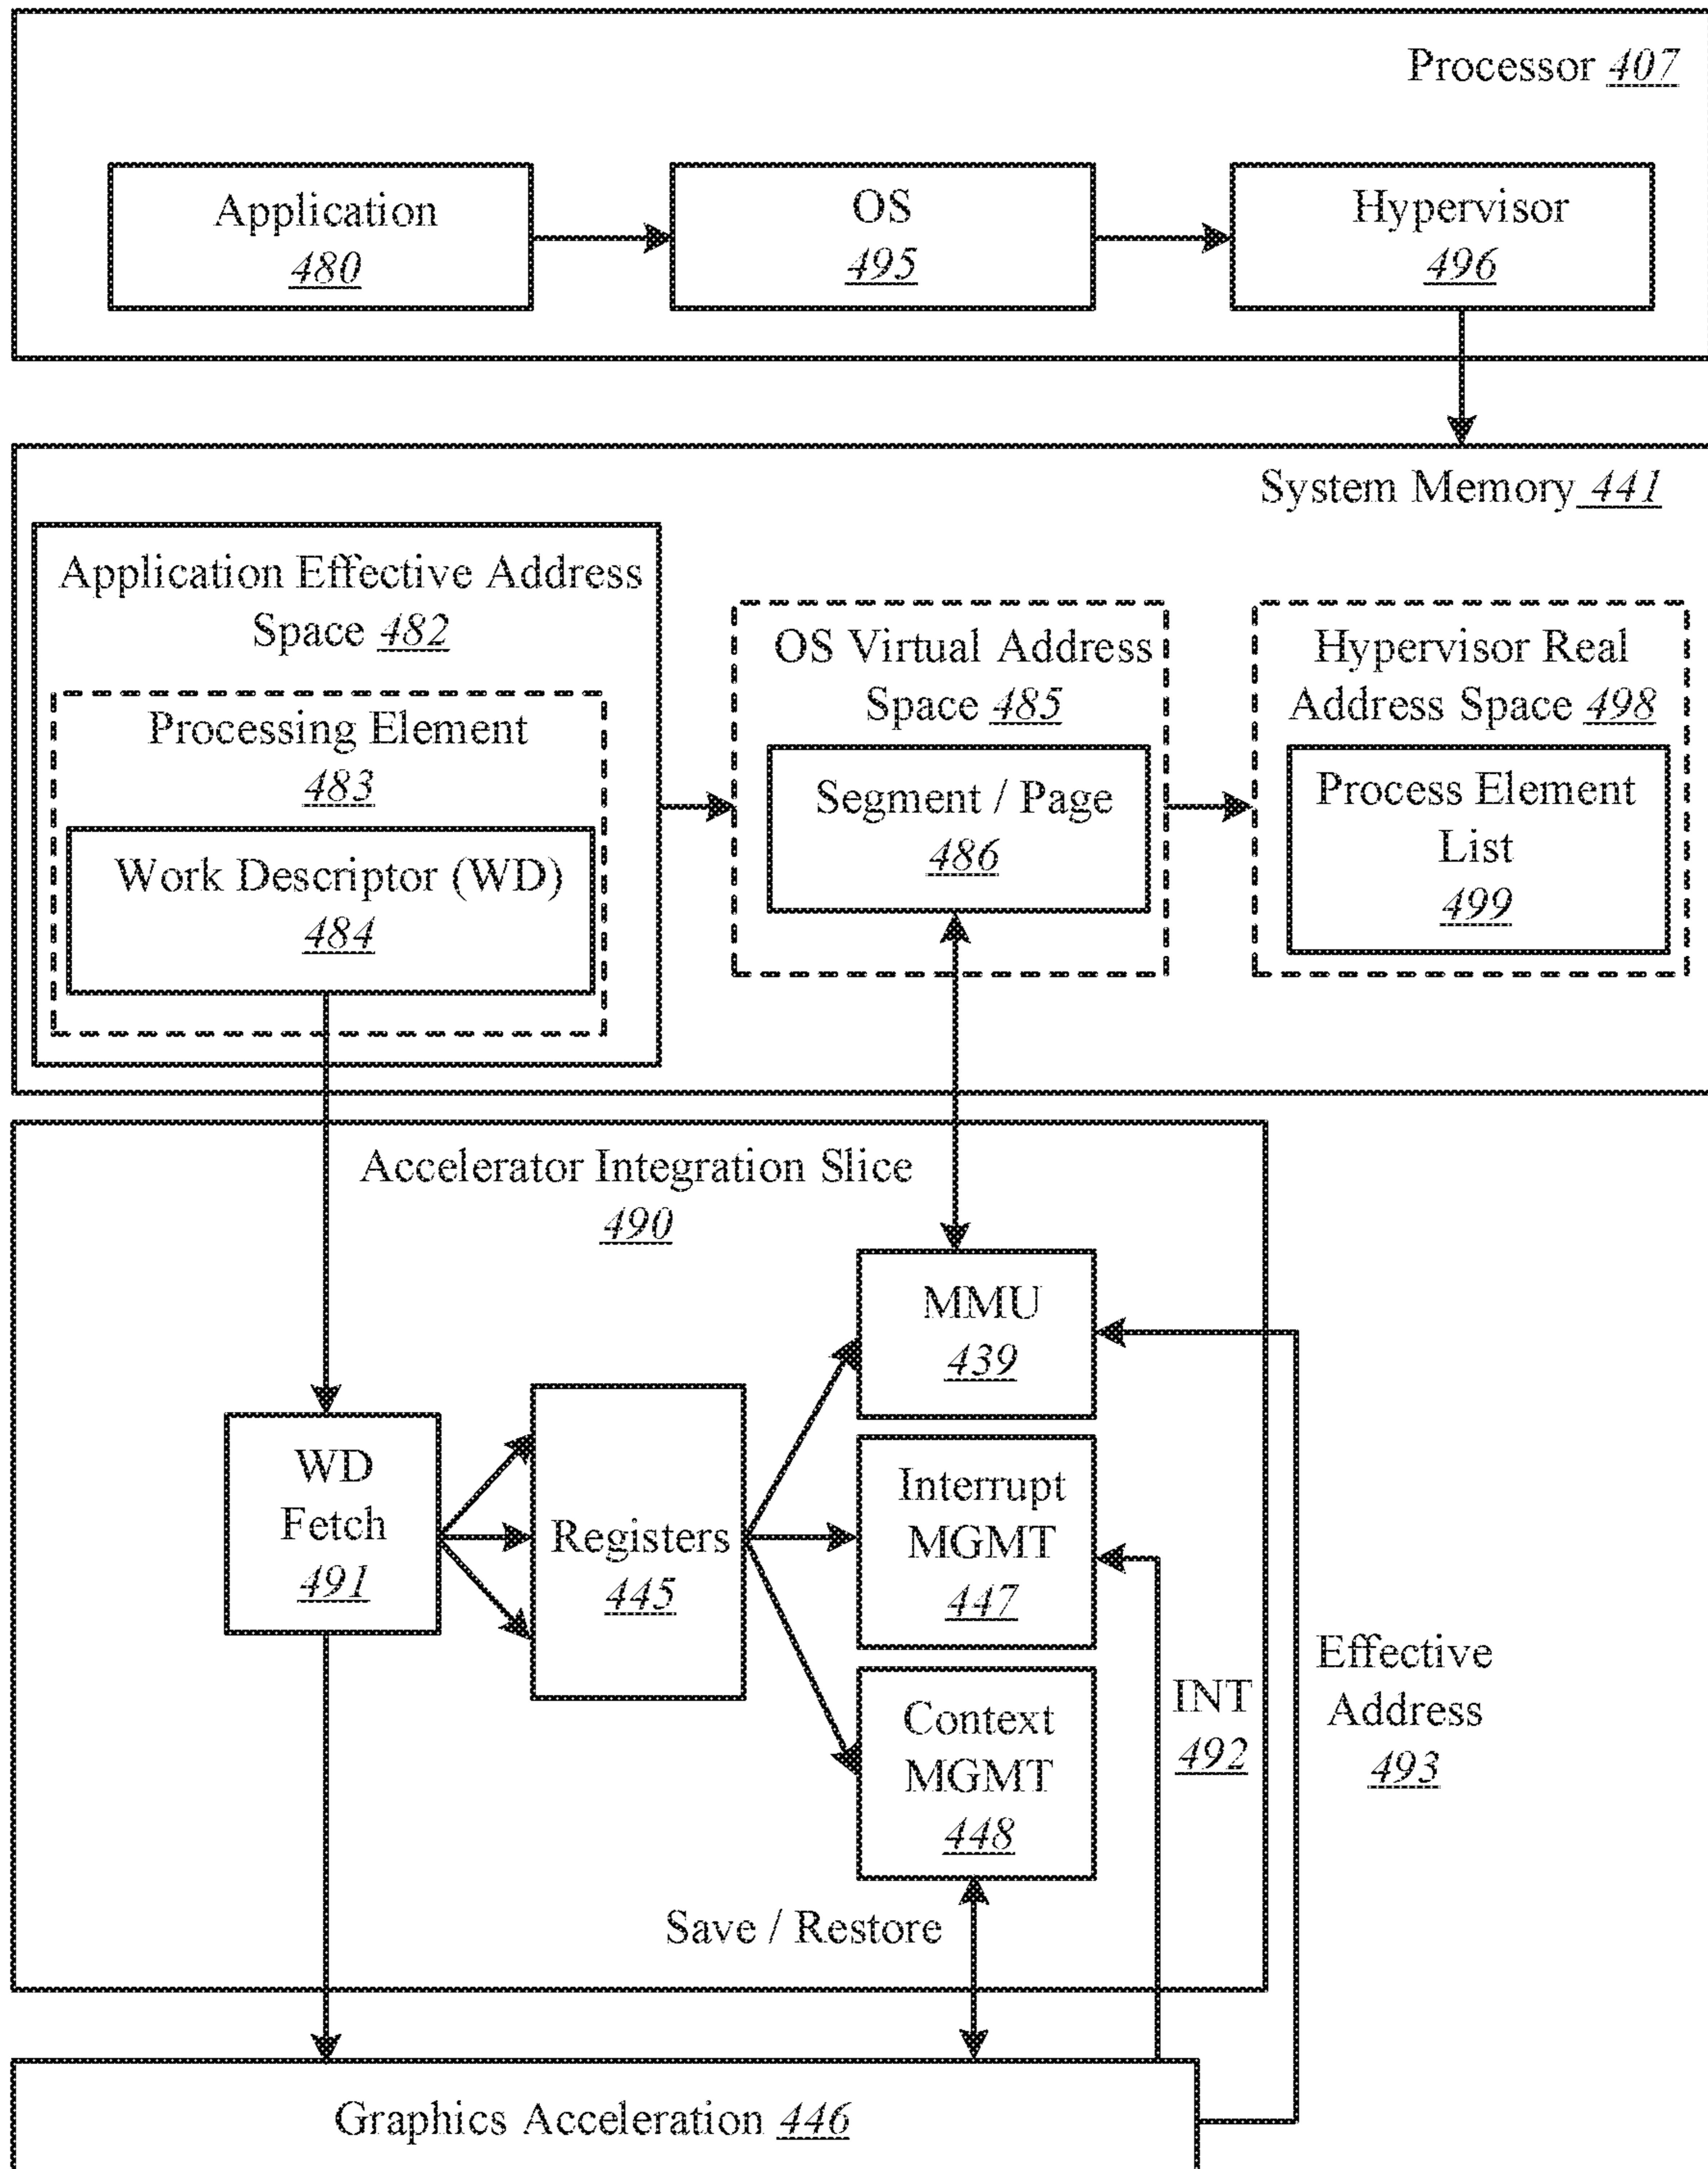 Processor 407
Application
480
OS
495
Hypervisor
496
System Memory 441
Application Effective Address
Space 482
Processing Element
483
Work Descriptor (WD)
484
OS Virtual Address
Space 485
Segment / Page
486
Hypervisor Real
Address Space 498
Process Element
List
499
Accelerator Integration Slice
490
MMU
439
WD
Fetch
491
Registers
445
Interrupt
MGMT
447
Context
MGMT
448
INT
492
Effective
Address
493
Save / Restore
Graphics Acceleration 446